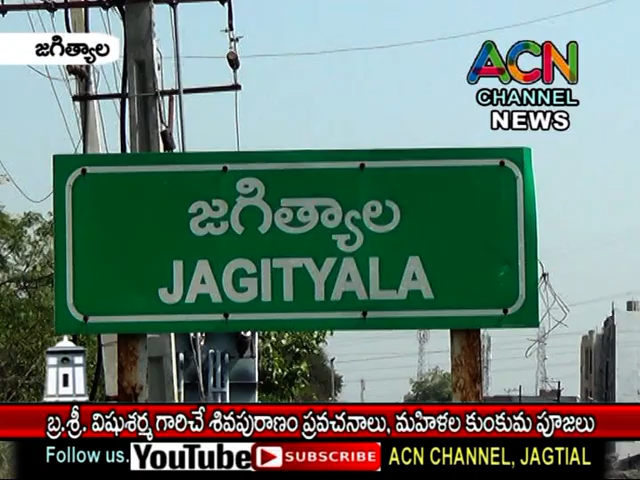 జగిత్యాల
ACN
CHANNEL
NEWS
జగిత్యాల
JAGITYALA
బ్ర.శ్రీ. విషుశర్మ గారిచే శివపురాణం ప్రవచనాలు, మహిళల కుంకుమ పూజలు
Follow us. YouTube SUBSCRIBE ACN CHANNEL, JAGTIAL